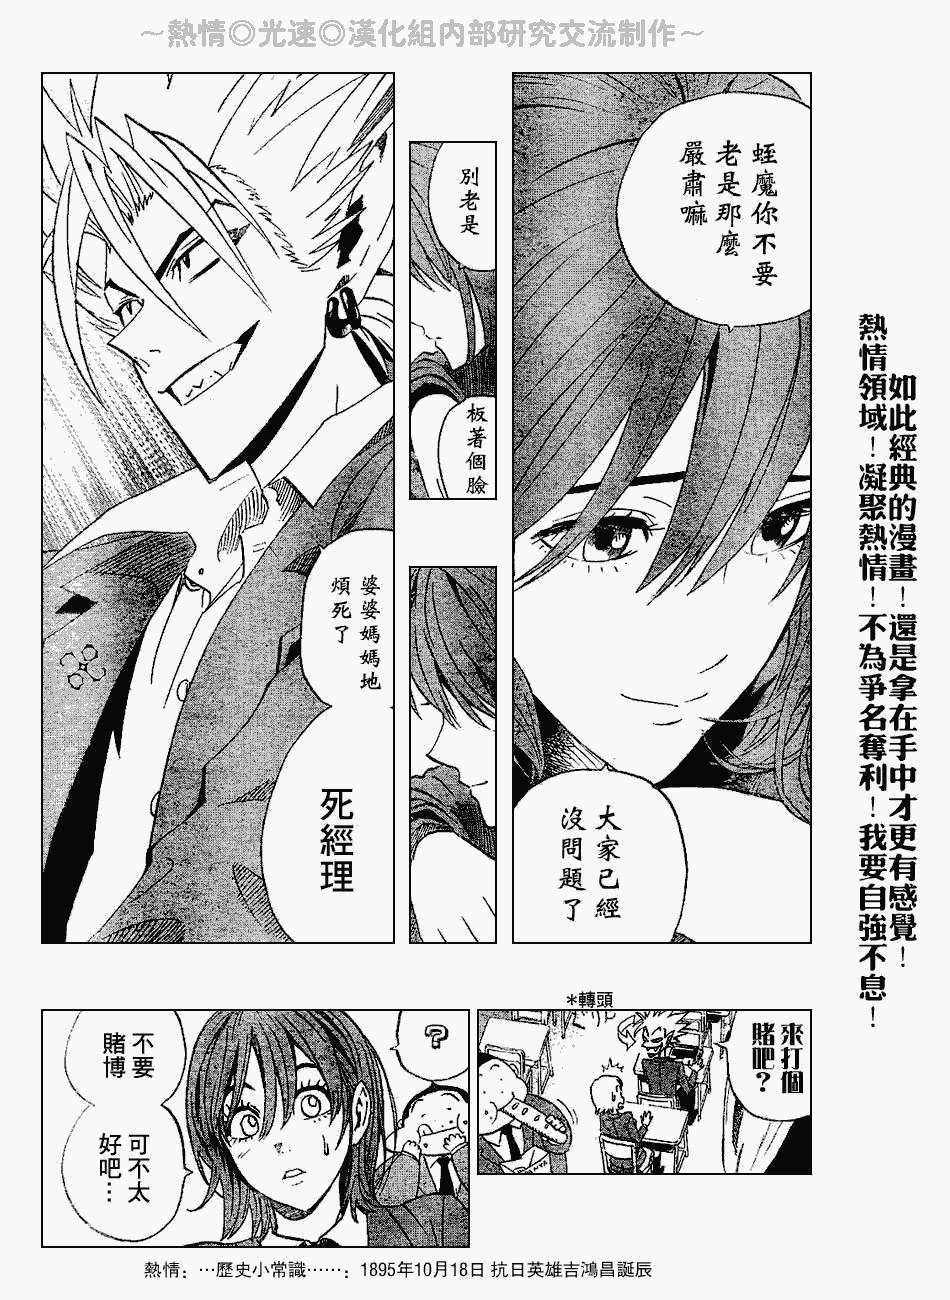 ～熱情◎光速◎漢化組內部研究交流制作～
蛭魔你不要
老是那麼
嚴肅嘛
大家已經
沒問題了
別老是
板著個臉
婆婆媽媽地
煩死了
死經理
如此經典的漫畫！還是拿在手中才更有感覺！
熱情領域！凝聚熱情！不為爭名奪利！我要自強不息！
*轉頭
來打個
賭吧？
？
不要
賭博
可不太
好吧…
熱情：…歷史小常識……：1895年10月18日 抗日英雄吉鴻昌誕辰